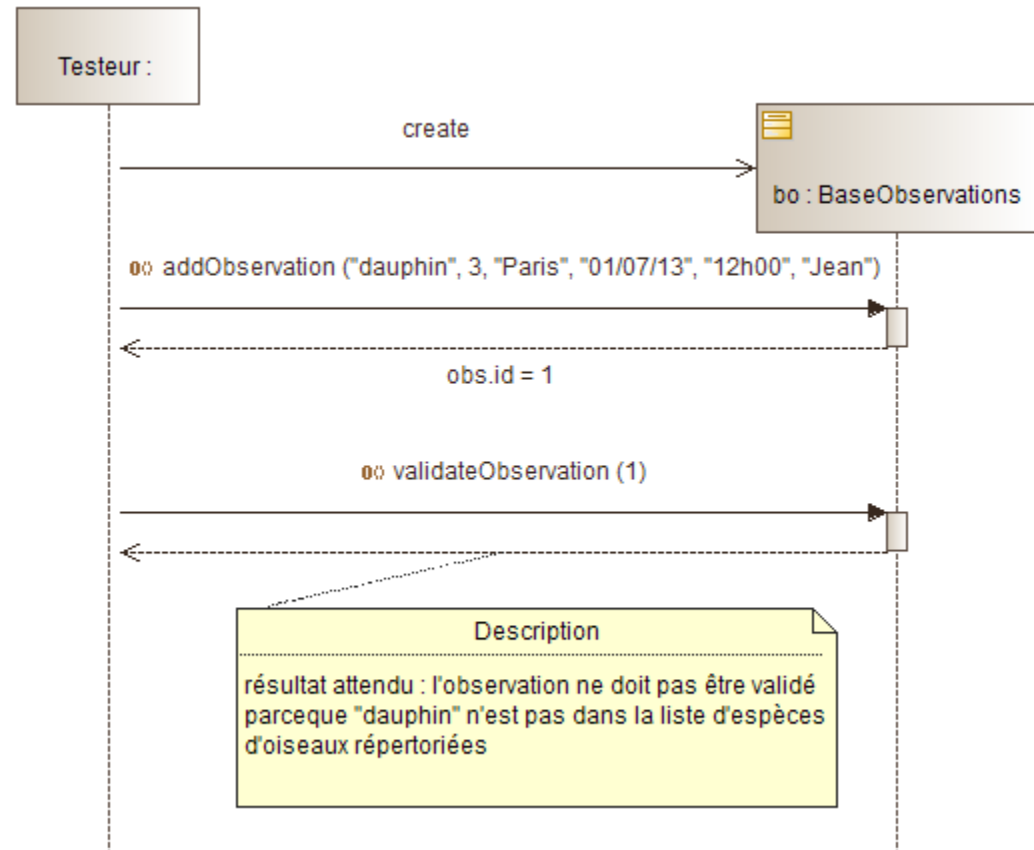 Testeur :
create
bo : BaseObservations
addObservation ("dauphin", 3, "Paris", "01/07/13", "12h00", "Jean")
obs.id = 1
validateObservation (1)
Description
résultat attendu : l'observation ne doit pas être validé
parceque "dauphin" n'est pas dans la liste d'espèces
d'oiseaux répertoriées